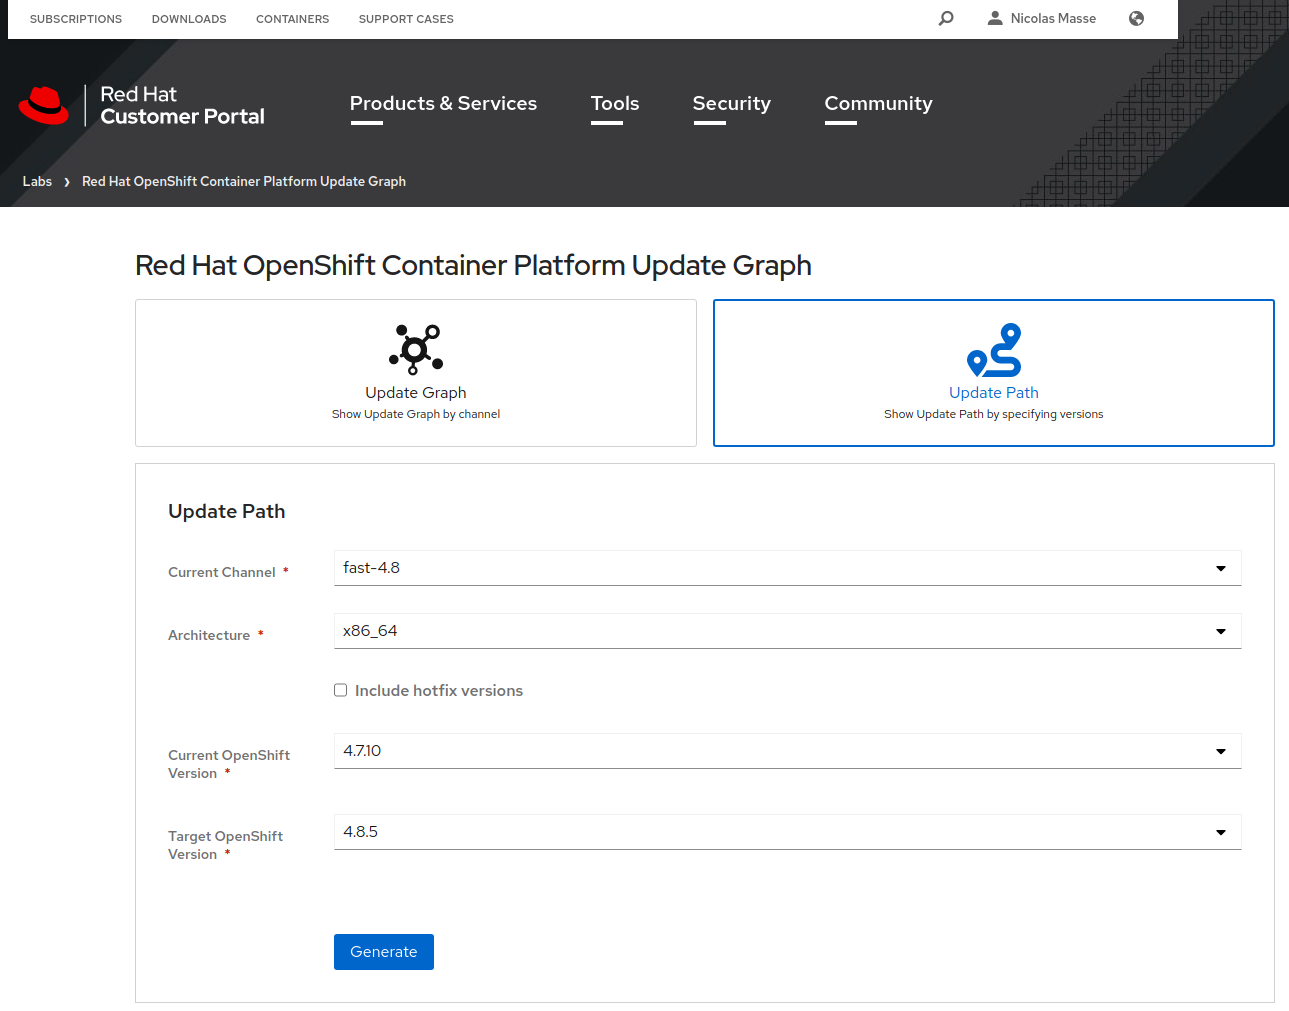 SUBSCRIPTIONS DOWNLOADS CONTAINERS SUPPORT CASES Nicolas Masse
Red Hat
Customer Portal
Products & Services Tools Security Community
Labs ❯ Red Hat OpenShift Container Platform Update Graph
Red Hat OpenShift Container Platform Update Graph
Update Graph
Show Update Graph by channel
Update Path
Show Update Path by specifying versions
Update Path
Current Channel * fast-4.8
Architecture * x86_64
Include hotfix versions
Current OpenShift
Version * 4.7.10
Target OpenShift
Version * 4.8.5
Generate